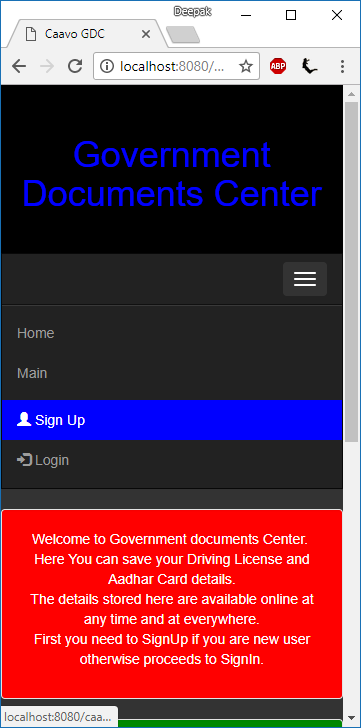 Deepak
Caavo GDC
localhost:8080/...
ABP
Government
Documents Center
Home
Main
Sign Up
Login
Welcome to Government documents Center.
Here You can save your Driving License and
Aadhar Card details.
The details stored here are available online at
any time and at everywhere.
First you need to SignUp if you are new user
otherwise proceeds to SignIn.
localhost:8080/caa...